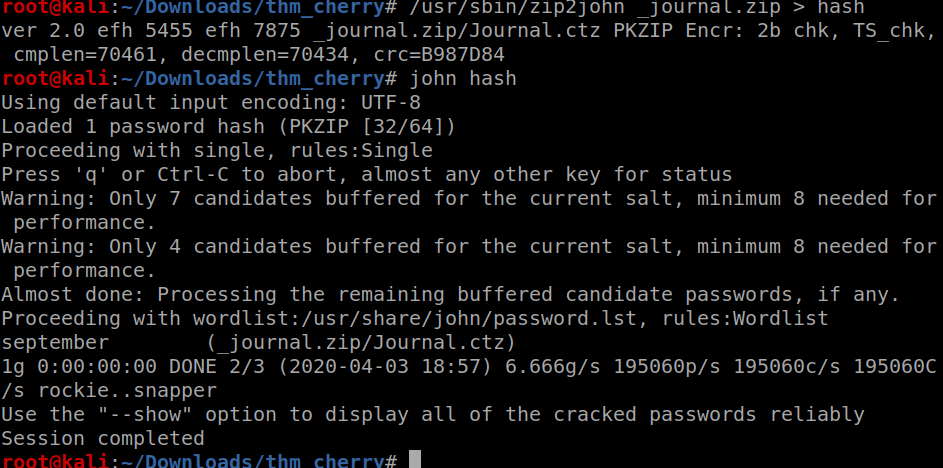 root@kali:~/Downloads/thm_cherry# /usr/sbin/zip2john _journal.zip > hash
ver 2.0 efh 5455 efh 7875 _journal.zip/Journal.ctz PKZIP Encr: 2b chk, TS_chk,
 cmplen=70461, decmplen=70434, crc=B987D84
root@kali:~/Downloads/thm_cherry# john hash
Using default input encoding: UTF-8
Loaded 1 password hash (PKZIP [32/64])
Proceeding with single, rules:Single
Press 'q' or Ctrl-C to abort, almost any other key for status
Warning: Only 7 candidates buffered for the current salt, minimum 8 needed for
 performance.
Warning: Only 4 candidates buffered for the current salt, minimum 8 needed for
 performance.
Almost done: Processing the remaining buffered candidate passwords, if any.
Proceeding with wordlist:/usr/share/john/password.lst, rules:Wordlist
september        (_journal.zip/Journal.ctz)
1g 0:00:00:00 DONE 2/3 (2020-04-03 18:57) 6.666g/s 195060p/s 195060c/s 195060C
/s rockie..snapper
Use the "--show" option to display all of the cracked passwords reliably
Session completed
root@kali:~/Downloads/thm_cherry#